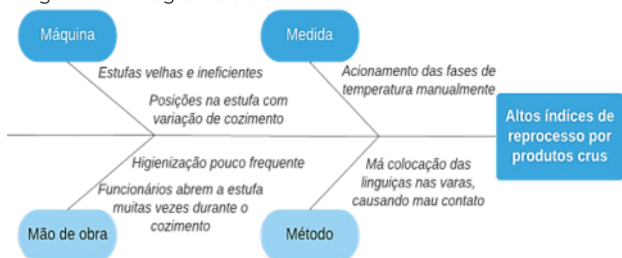 Máquina
Medida
Estufas velhas e ineficientes
Posições na estufa com
variação de cozimento
Acionamento das fases de
temperatura manualmente
Altos índices de
reprocesso por
produtos crus
Higienização pouco frequente
Funcionários abrem a estufa
muitas vezes durante o
cozimento
Má colocação das
linguiças nas varas,
causando mau contato
Mão de obra
Método